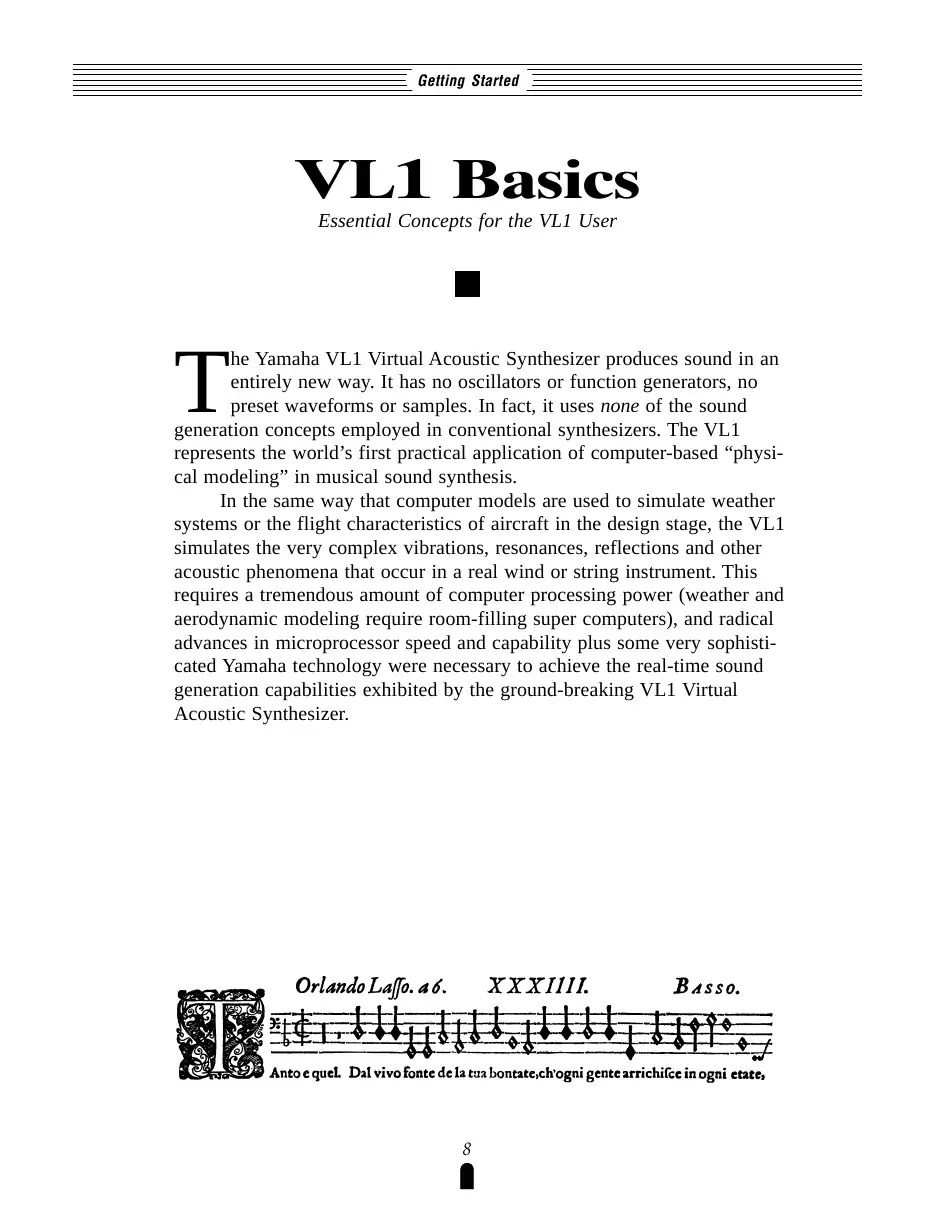 Getting Started
VL1 Basics
Essential Concepts for the VL1 User
The Yamaha VL1 Virtual Acoustic Synthesizer produces sound in an
entirely new way. It has no oscillators or function generators, no
preset waveforms or samples. In fact, it uses none of the sound
generation concepts employed in conventional synthesizers. The VL1
represents the world’s first practical application of computer-based “physi-
cal modeling” in musical sound synthesis.
In the same way that computer models are used to simulate weather
systems or the flight characteristics of aircraft in the design stage, the VL1
simulates the very complex vibrations, resonances, reflections and other
acoustic phenomena that occur in a real wind or string instrument. This
requires a tremendous amount of computer processing power (weather and
aerodynamic modeling require room-filling super computers), and radical
advances in microprocessor speed and capability plus some very sophisti-
cated Yamaha technology were necessary to achieve the real-time sound
generation capabilities exhibited by the ground-breaking VL1 Virtual
Acoustic Synthesizer.
Orlando Laſſo. a 6. XXXIIII. Basso.
TAnto e quel. Dal vivo fonte de la tua bontate, ch'ogni gente arrichiſce in ogni etate,
8